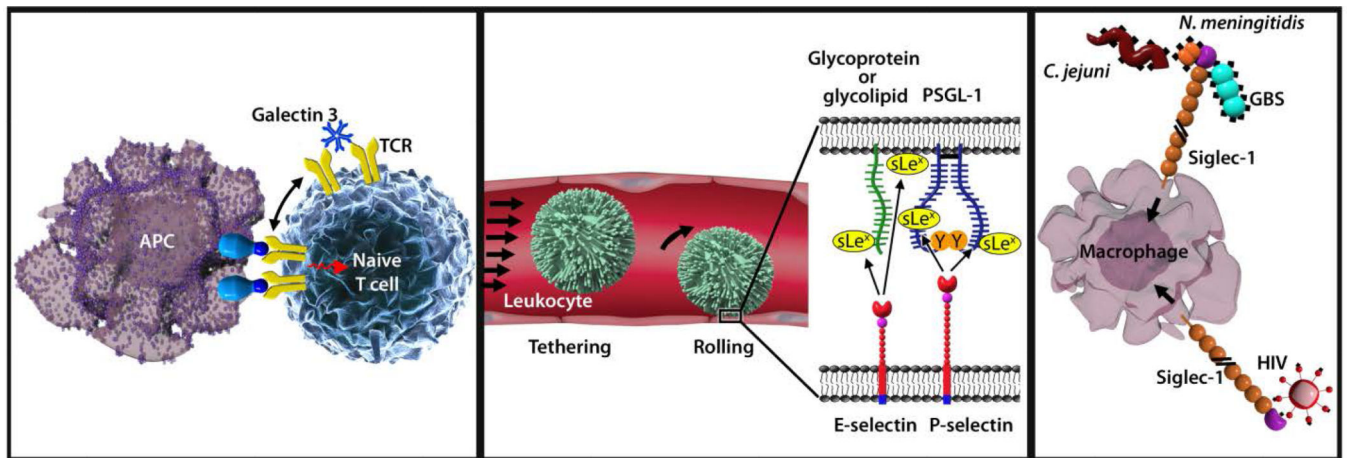 Galectin 3
TCR
APC
Naive
T cell
Glycoprotein
or
glycolipid
PSGL-1
sLeˣ
sLeˣ
sLeˣ
sLeˣ
Y Y
Leukocyte
Tethering
Rolling
E-selectin
P-selectin
N. meningitidis
C. jejuni
GBS
Siglec-1
Macrophage
Siglec-1
HIV